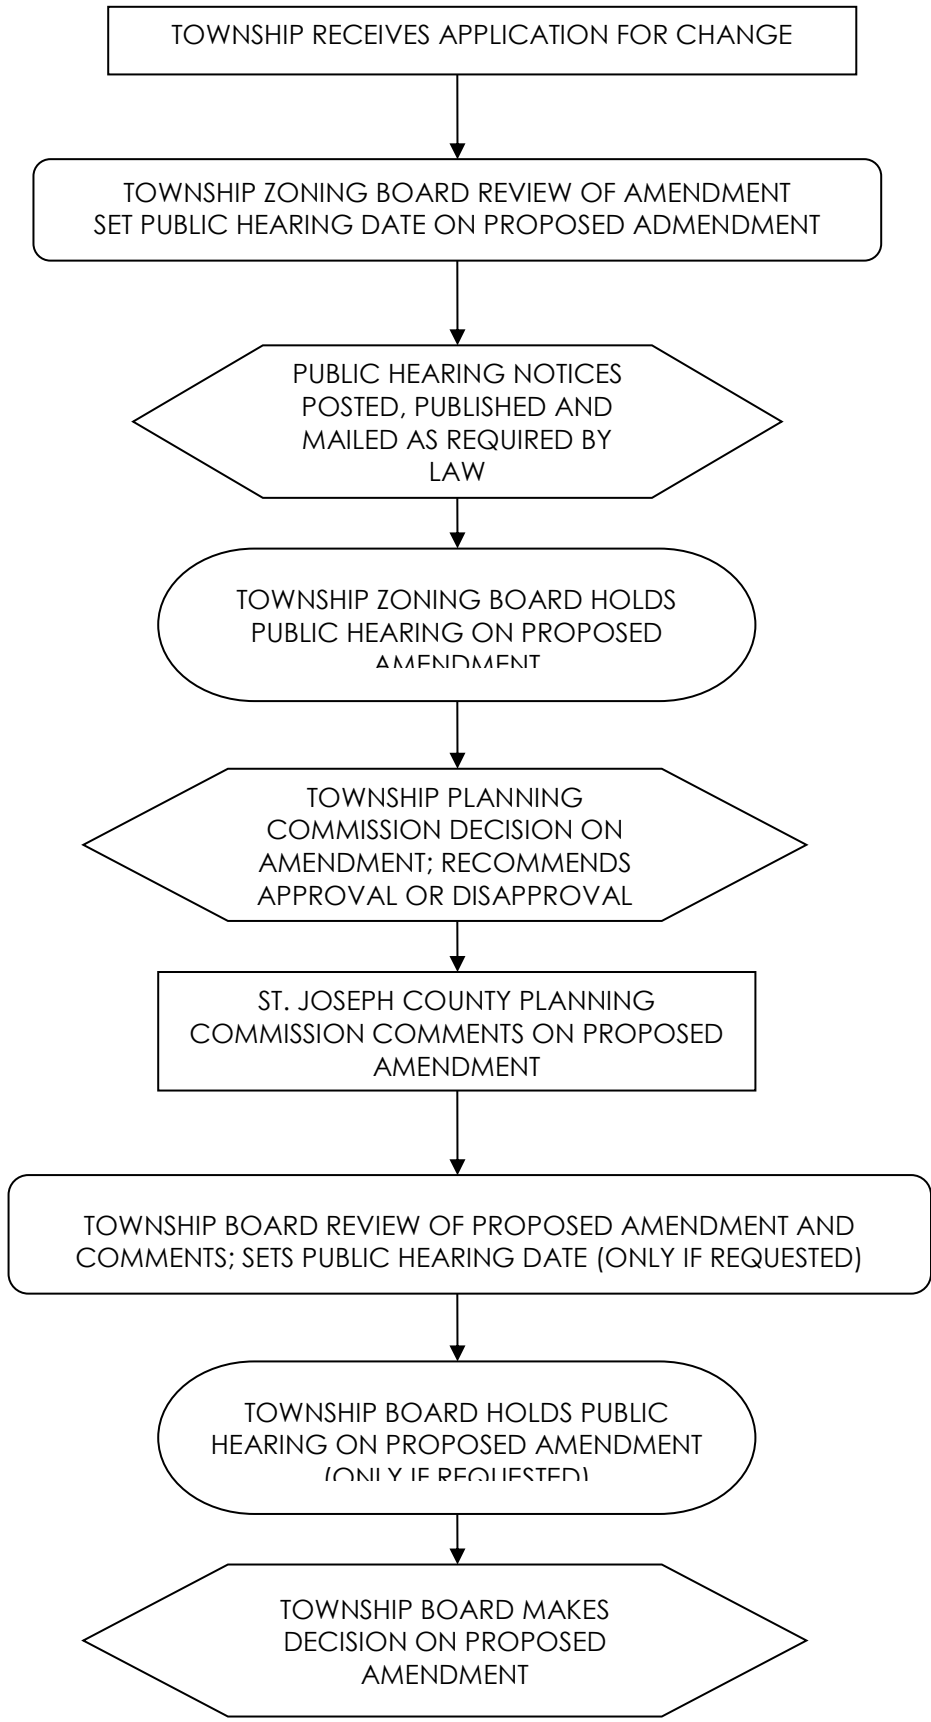 TOWNSHIP RECEIVES APPLICATION FOR CHANGE
TOWNSHIP ZONING BOARD REVIEW OF AMENDMENT
SET PUBLIC HEARING DATE ON PROPOSED ADMENDMENT
PUBLIC HEARING NOTICES
POSTED, PUBLISHED AND
MAILED AS REQUIRED BY
LAW
TOWNSHIP ZONING BOARD HOLDS
PUBLIC HEARING ON PROPOSED
AMENDMENT
TOWNSHIP PLANNING
COMMISSION DECISION ON
AMENDMENT; RECOMMENDS
APPROVAL OR DISAPPROVAL
ST. JOSEPH COUNTY PLANNING
COMMISSION COMMENTS ON PROPOSED
AMENDMENT
TOWNSHIP BOARD REVIEW OF PROPOSED AMENDMENT AND
COMMENTS; SETS PUBLIC HEARING DATE (ONLY IF REQUESTED)
TOWNSHIP BOARD HOLDS PUBLIC
HEARING ON PROPOSED AMENDMENT
(ONLY IF REQUESTED)
TOWNSHIP BOARD MAKES
DECISION ON PROPOSED
AMENDMENT